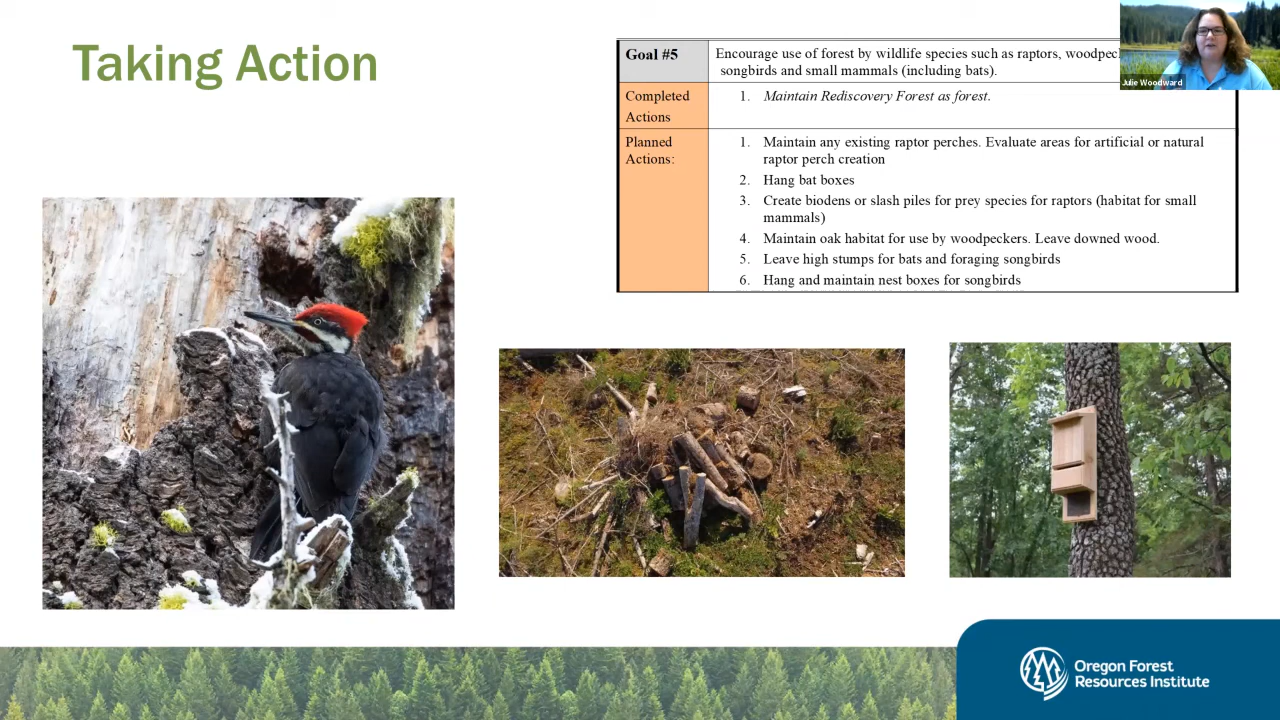 Taking Action
Goal #5
Encourage use of forest by wildlife species such as raptors,
songbirds and small mammals (including bats).
Julie Woodward
Completed
Actions
1. Maintain Rediscovery Forest as forest.
Planned
Actions:
1. Maintain any existing raptor perches. Evaluate areas for artificial or natural
raptor perch creation
2. Hang bat boxes
3. Create biodens or slash piles for prey species for raptors (habitat for small
mammals)
4. Maintain oak habitat for use by woodpeckers. Leave downed wood.
5. Leave high stumps for bats and foraging songbirds
6. Hang and maintain nest boxes for songbirds
Oregon Forest
Resources Institute